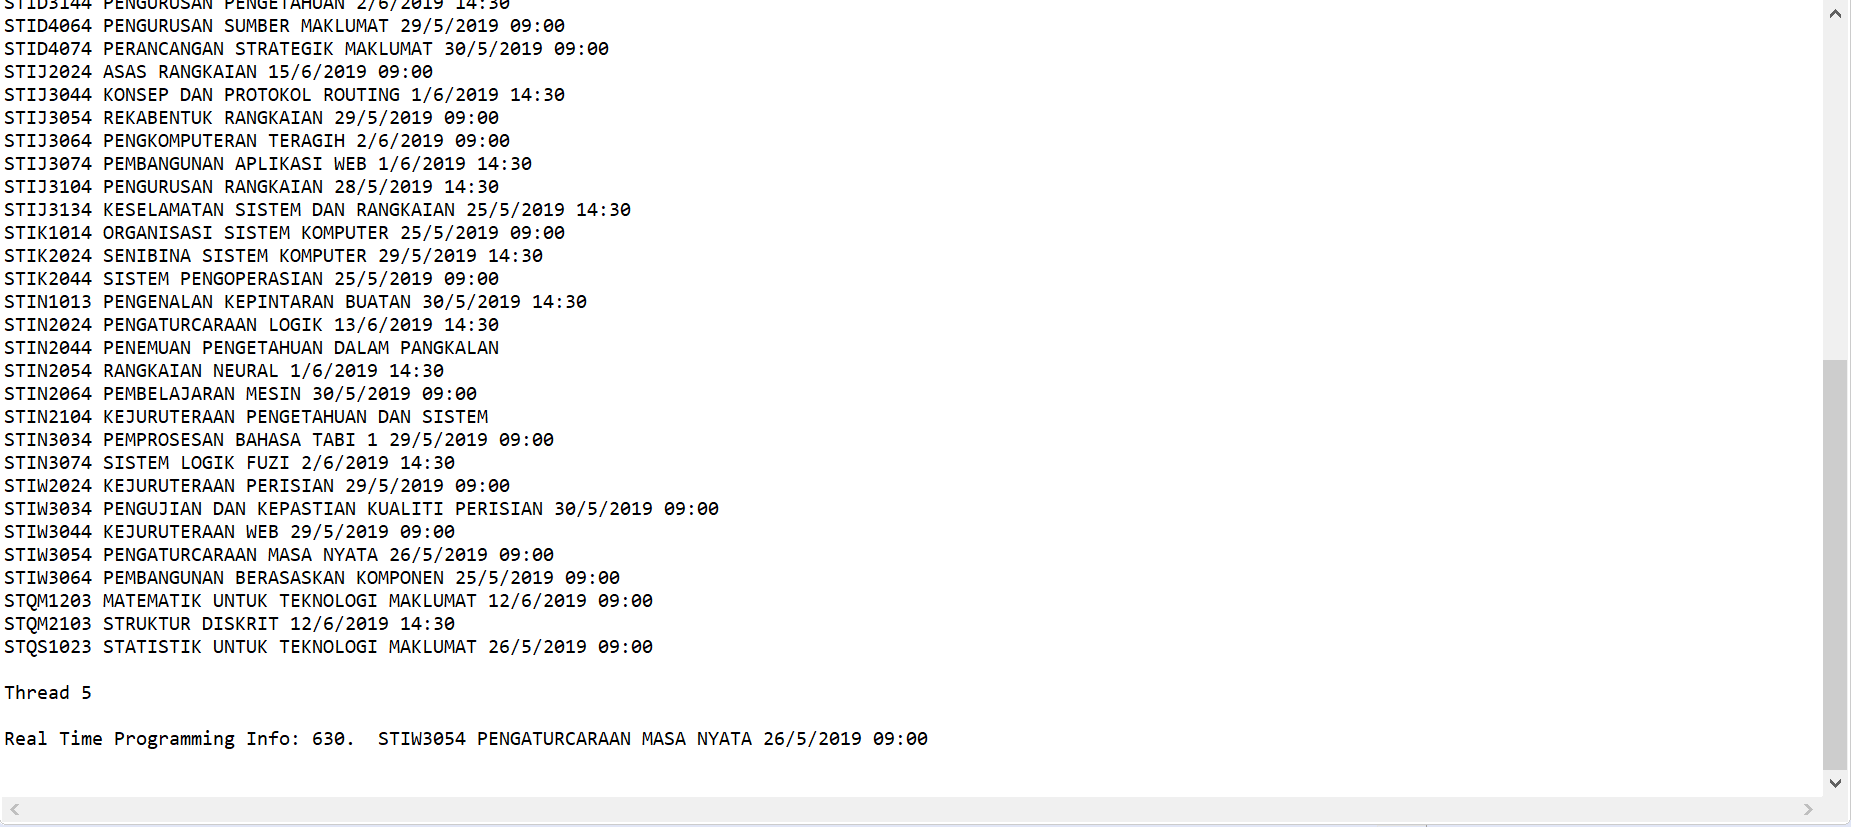 STID3144 PENGURUSAN PENGETAHUAN 2/6/2019 14:30
STID4064 PENGURUSAN SUMBER MAKLUMAT 29/5/2019 09:00
STID4074 PERANCANGAN STRATEGIK MAKLUMAT 30/5/2019 09:00
STIJ2024 ASAS RANGKAIAN 15/6/2019 09:00
STIJ3044 KONSEP DAN PROTOKOL ROUTING 1/6/2019 14:30
STIJ3054 REKABENTUK RANGKAIAN 29/5/2019 09:00
STIJ3064 PENGKOMPUTERAN TERAGIH 2/6/2019 09:00
STIJ3074 PEMBANGUNAN APLIKASI WEB 1/6/2019 14:30
STIJ3104 PENGURUSAN RANGKAIAN 28/5/2019 14:30
STIJ3134 KESELAMATAN SISTEM DAN RANGKAIAN 25/5/2019 14:30
STIK1014 ORGANISASI SISTEM KOMPUTER 25/5/2019 09:00
STIK2024 SENIBINA SISTEM KOMPUTER 29/5/2019 14:30
STIK2044 SISTEM PENGOPERASIAN 25/5/2019 09:00
STIN1013 PENGENALAN KEPINTARAN BUATAN 30/5/2019 14:30
STIN2024 PENGATURCARAAN LOGIK 13/6/2019 14:30
STIN2044 PENEMUAN PENGETAHUAN DALAM PANGKALAN
STIN2054 RANGKAIAN NEURAL 1/6/2019 14:30
STIN2064 PEMBELAJARAN MESIN 30/5/2019 09:00
STIN2104 KEJURUTERAAN PENGETAHUAN DAN SISTEM
STIN3034 PEMPROSESAN BAHASA TABI 1 29/5/2019 09:00
STIN3074 SISTEM LOGIK FUZI 2/6/2019 14:30
STIW2024 KEJURUTERAAN PERISIAN 29/5/2019 09:00
STIW3034 PENGUJIAN DAN KEPASTIAN KUALITI PERISIAN 30/5/2019 09:00
STIW3044 KEJURUTERAAN WEB 29/5/2019 09:00
STIW3054 PENGATURCARAAN MASA NYATA 26/5/2019 09:00
STIW3064 PEMBANGUNAN BERASASKAN KOMPONEN 25/5/2019 09:00
STQM1203 MATEMATIK UNTUK TEKNOLOGI MAKLUMAT 12/6/2019 09:00
STQM2103 STRUKTUR DISKRIT 12/6/2019 14:30
STQS1023 STATISTIK UNTUK TEKNOLOGI MAKLUMAT 26/5/2019 09:00
Thread 5
Real Time Programming Info: 630.  STIW3054 PENGATURCARAAN MASA NYATA 26/5/2019 09:00